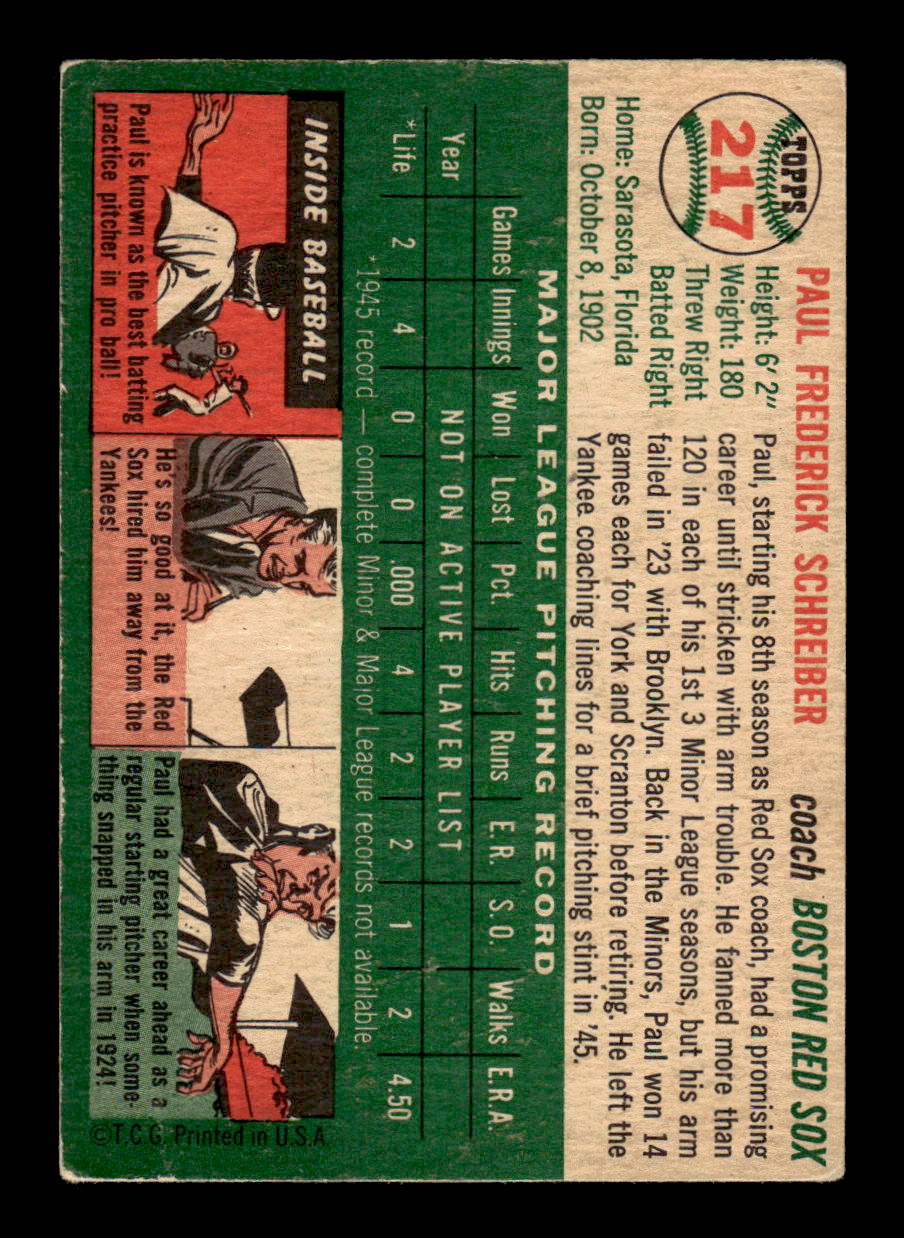 TOPPS
217
PAUL FREDERICK SCHREIBER
coach BOSTON RED SOX
Height: 6' 2"
Weight: 180
Threw Right
Batted Right
Home: Sarasota, Florida
Born: October 8, 1902
Paul, starting his 8th season as Red Sox coach, had a promising
career until stricken with arm trouble. He fanned more than
120 in each of his 1st 3 Minor League seasons, but his arm
failed in '23 with Brooklyn. Back in the Minors, Paul won 14
games each for York and Scranton before retiring. He left the
Yankee coaching lines for a brief pitching stint in '45.
MAJOR LEAGUE PITCHING RECORD
Games Innings Won Lost Pct. Hits Runs E.R. S.O. Walks E.R.A.
Year NOT ON ACTIVE PLAYER LIST
*Life 2 4 0 0 .000 4 2 2 1 2 4.50
*1945 record — complete Minor & Major League records not available.
INSIDE BASEBALL
Paul is known as the best batting
practice pitcher in pro ball!
He's so good at it, the Red
Sox hired him away from the
Yankees!
Paul had a great career ahead as a
regular starting pitcher when some-
thing snapped in his arm in 1924!
©T.C.G. Printed in U.S.A.